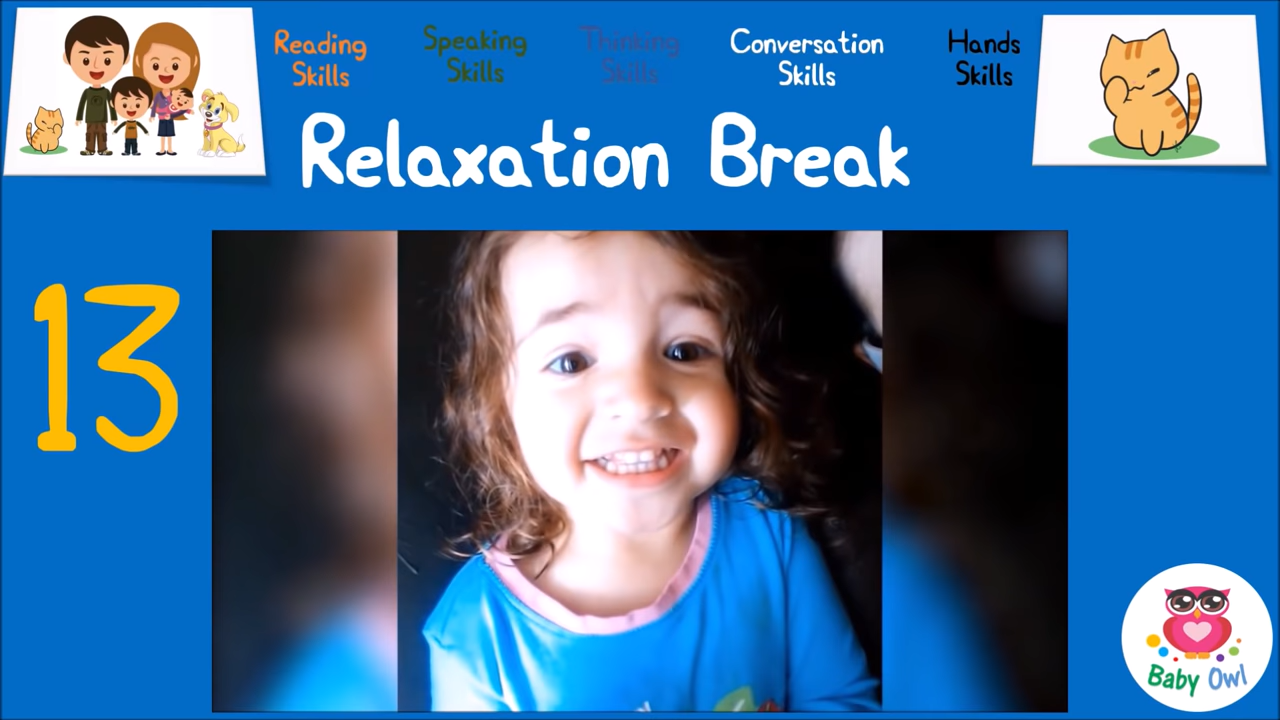 Reading
Skills
Speaking
Skills
Thinking
Skills
Conversation
Skills
Hands
Skills
Relaxation Break
13
Baby Owl